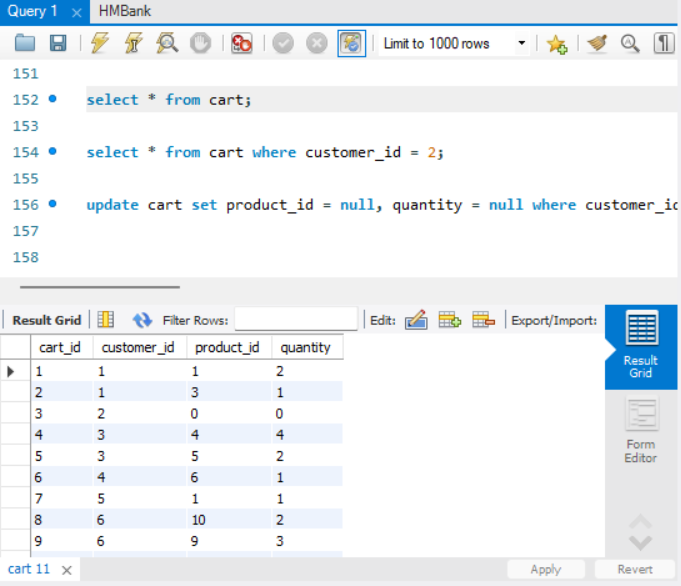 Query 1 × HMBank
Limit to 1000 rows
151
152 select * from cart;
153
154 select * from cart where customer_id = 2;
155
156 update cart set product_id = null, quantity = null where customer_id
157
158
Result Grid Filter Rows: Edit: Export/Import:
cart_id customer_id product_id quantity
1 1 1 2
2 1 3 1
3 2 0 0
4 3 4 4
5 3 5 2
6 4 6 1
7 5 1 1
8 6 10 2
9 6 9 3
Result
Grid
Form
Editor
cart 11 ×
Apply Revert